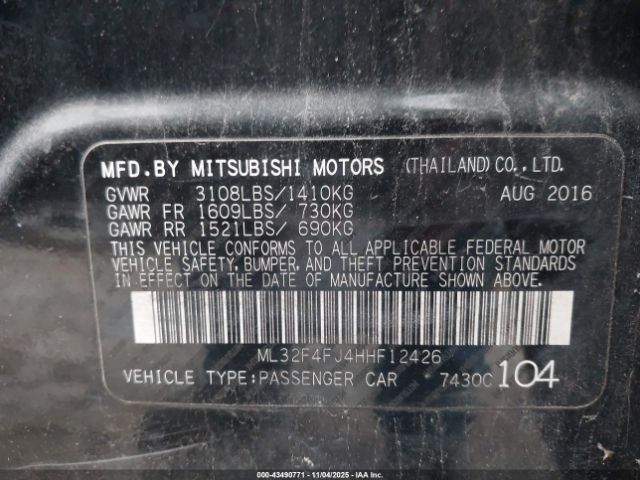 MFD.BY MITSUBISHI MOTORS (THAILAND)CO.,LTD.
GVWR 3108LBS/1410KG AUG 2016
GAWR FR 1609LBS/ 730KG
GAWR RR 1521LBS/ 690KG
THIS VEHICLE CONFORMS TO ALL APPLICABLE FEDERAL MOTOR
VEHICLE SAFETY, BUMPER, AND THEFT PREVENTION STANDARDS
IN EFFECT ON THE DATE OF MANUFACTURE SHOWN ABOVE.
ML32F4FJ4HHF12426
VEHICLE TYPE:PASSENGER CAR 7430C 104
000-43490771 - 11/04/2025 - IAA Inc.